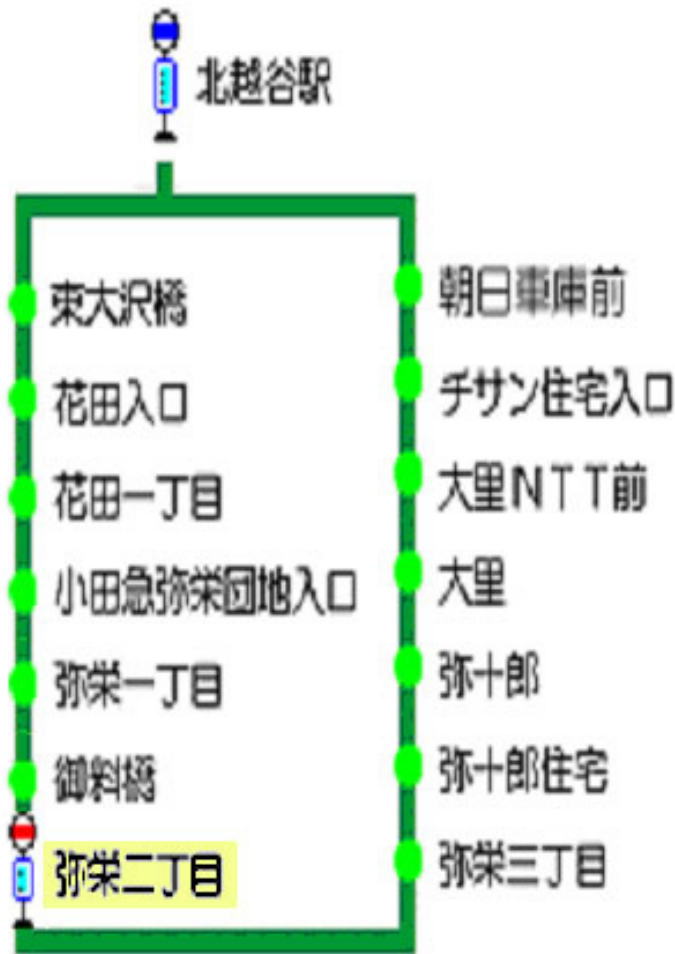 北越谷駅
東大沢橋
花田入口
花田一丁目
小田急弥栄団地入口
弥栄一丁目
御料橋
弥栄二丁目
朝日車庫前
チサン住宅入口
大里NTT前
大里
弥十郎
弥十郎住宅
弥栄三丁目